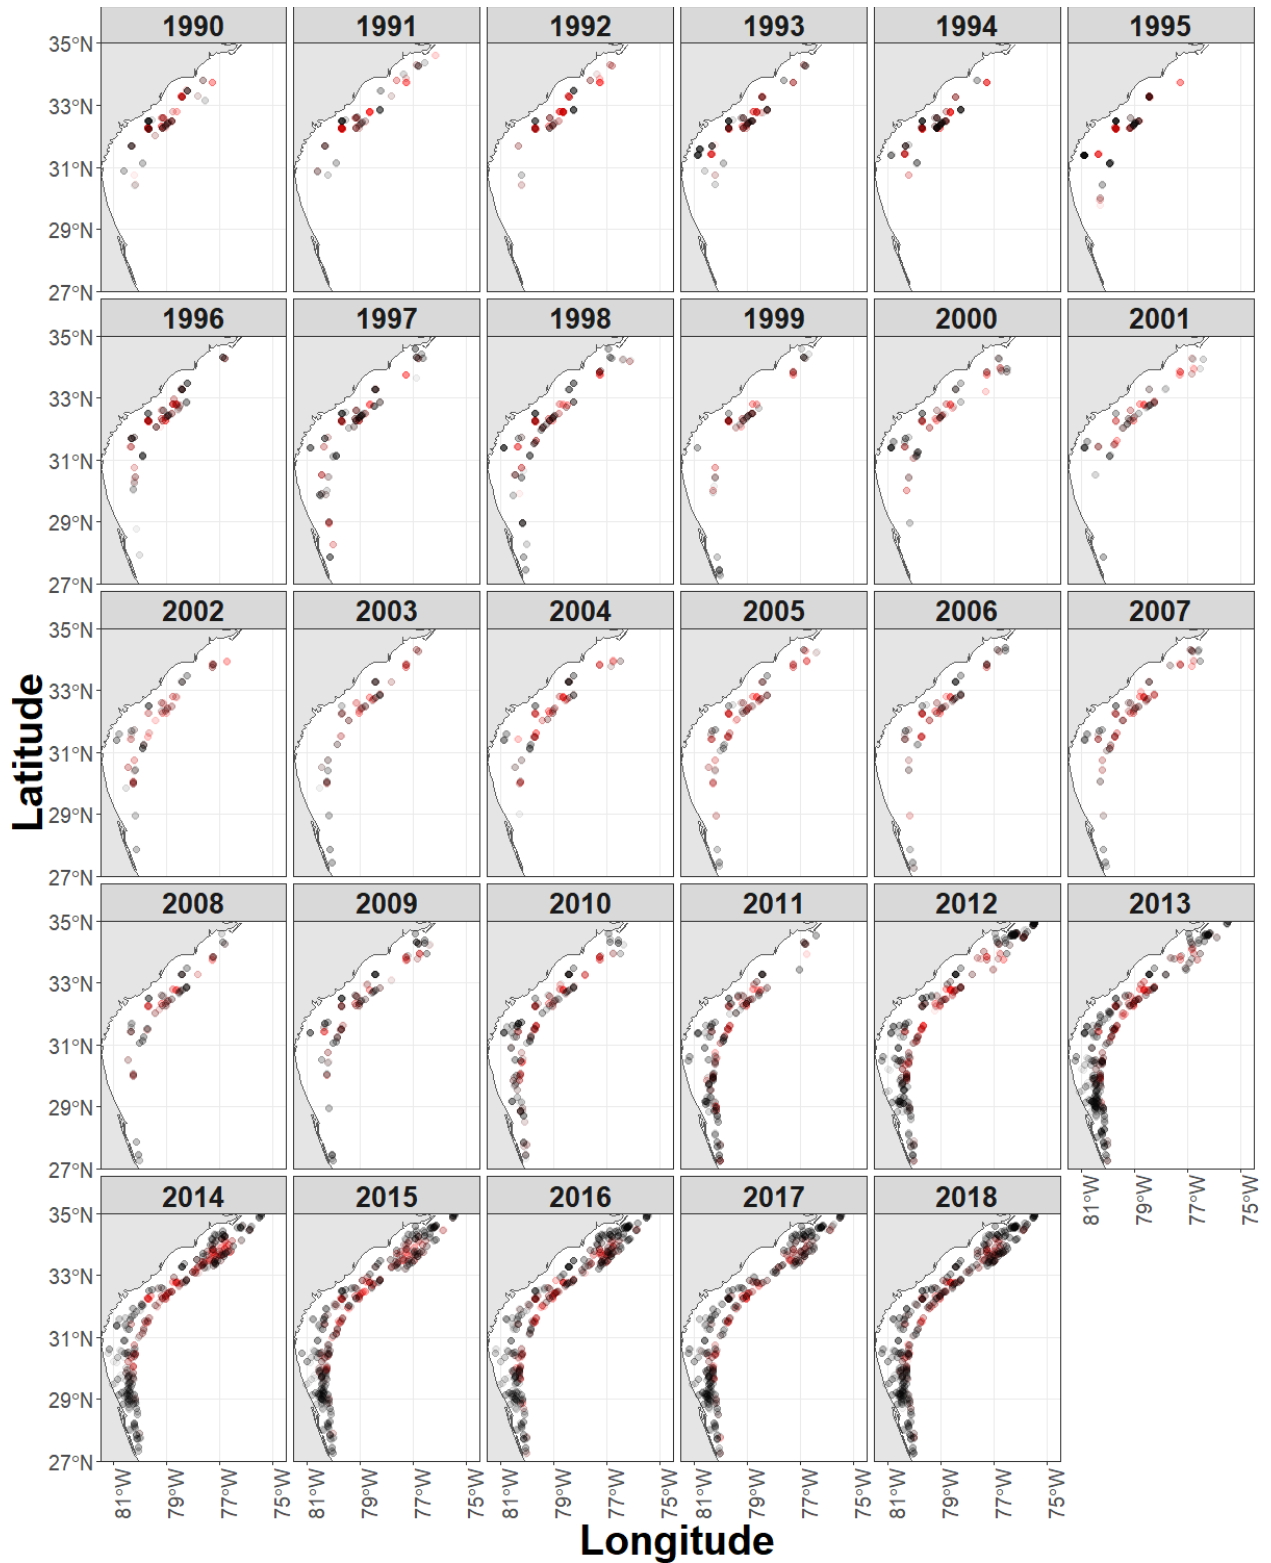 1990 1991 1992 1993 1994 1995
35°N
33°N
31°N
29°N
27°N
1996 1997 1998 1999 2000 2001
35°N
33°N
31°N
29°N
27°N
2002 2003 2004 2005 2006 2007
35°N
33°N
31°N
29°N
27°N
Latitude
2008 2009 2010 2011 2012 2013
35°N
33°N
31°N
29°N
27°N
81°W 79°W 77°W 75°W
2014 2015 2016 2017 2018
35°N
33°N
31°N
29°N
27°N
81°W 79°W 77°W 75°W 81°W 79°W 77°W 75°W 81°W 79°W 77°W 75°W 81°W 79°W 77°W 75°W 81°W 79°W 77°W 75°W
Longitude